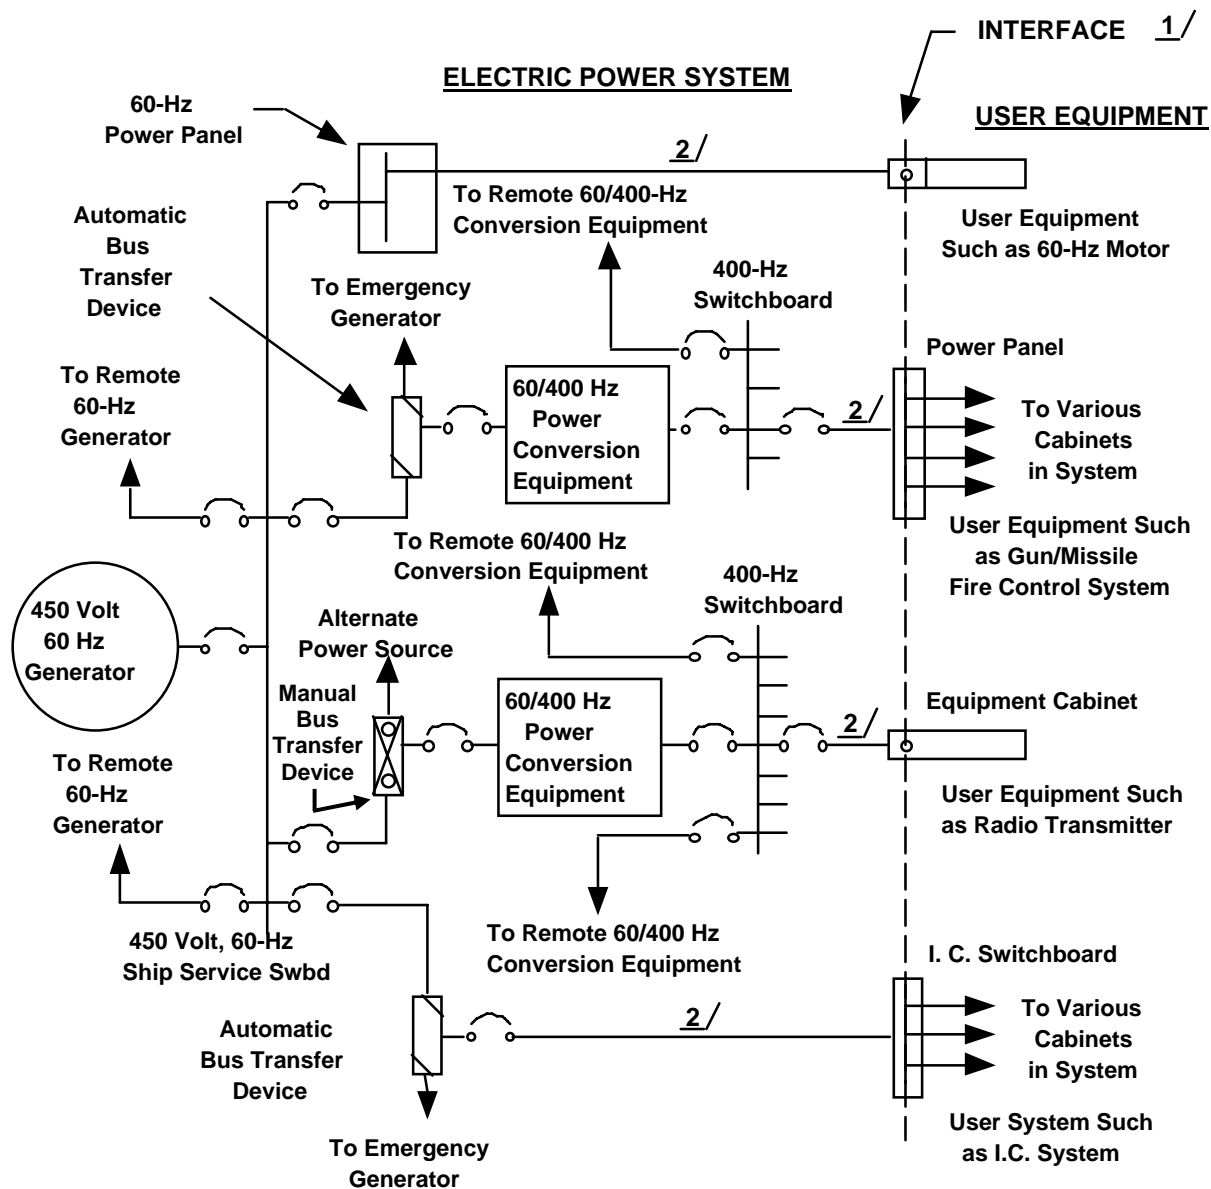 INTERFACE 1/
ELECTRIC POWER SYSTEM
USER EQUIPMENT
60-Hz
Power Panel
2/
To Remote 60/400-Hz
Conversion Equipment
User Equipment
Such as 60-Hz Motor
Automatic
Bus
Transfer
Device
To Emergency
Generator
400-Hz
Switchboard
Power Panel
To Remote
60-Hz
Generator
60/400 Hz
Power
Conversion
Equipment
2/
To Various
Cabinets
in System
User Equipment Such
as Gun/Missile
Fire Control System
To Remote 60/400 Hz
Conversion Equipment
400-Hz
Switchboard
450 Volt
60 Hz
Generator
Alternate
Power Source
Manual
Bus
Transfer
Device
60/400 Hz
Power
Conversion
Equipment
2/
Equipment Cabinet
User Equipment Such
as Radio Transmitter
To Remote
60-Hz
Generator
To Remote 60/400 Hz
Conversion Equipment
450 Volt, 60-Hz
Ship Service Swbd
I. C. Switchboard
2/
To Various
Cabinets
in System
Automatic
Bus Transfer
Device
User System Such
as I.C. System
To Emergency
Generator